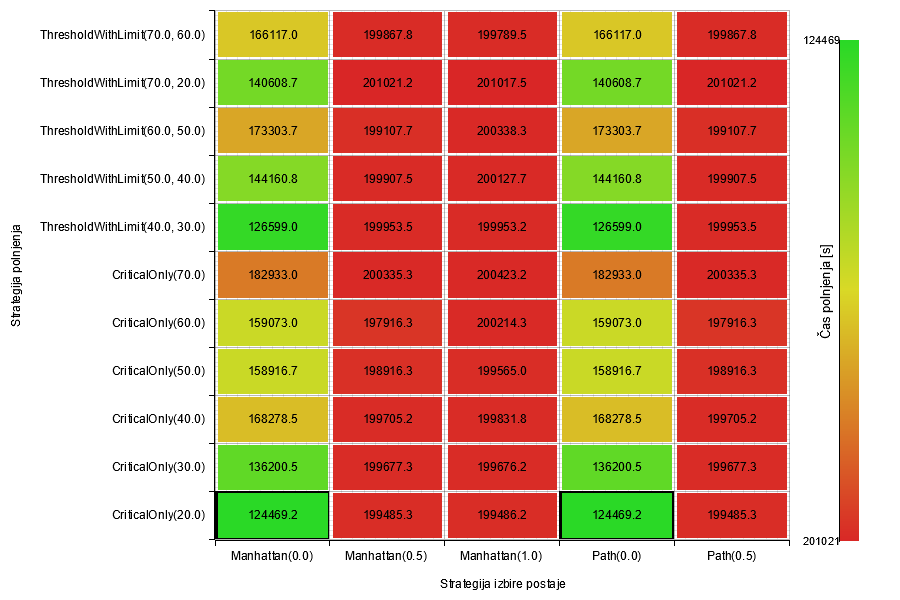 ThresholdWithLimit(70.0, 60.0) 166117.0 199867.8 199789.5 166117.0 199867.8
ThresholdWithLimit(70.0, 20.0) 140608.7 201021.2 201017.5 140608.7 201021.2
ThresholdWithLimit(60.0, 50.0) 173303.7 199107.7 200338.3 173303.7 199107.7
ThresholdWithLimit(50.0, 40.0) 144160.8 199907.5 200127.7 144160.8 199907.5
ThresholdWithLimit(40.0, 30.0) 126599.0 199953.5 199953.2 126599.0 199953.5
CriticalOnly(70.0) 182933.0 200335.3 200423.2 182933.0 200335.3
CriticalOnly(60.0) 159073.0 197916.3 200214.3 159073.0 197916.3
CriticalOnly(50.0) 158916.7 198916.3 199565.0 158916.7 198916.3
CriticalOnly(40.0) 168278.5 199705.2 199831.8 168278.5 199705.2
CriticalOnly(30.0) 136200.5 199677.3 199676.2 136200.5 199677.3
CriticalOnly(20.0) 124469.2 199485.3 199486.2 124469.2 199485.3
Manhattan(0.0) Manhattan(0.5) Manhattan(1.0) Path(0.0) Path(0.5)
Strategija izbire postaje
Strategija polnjenja
124469
201021
Čas polnjenja [s]